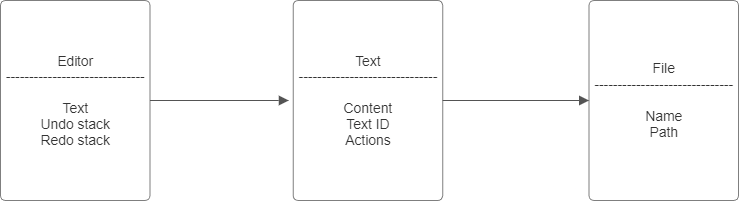 Editor
Text
Undo stack
Redo stack
Text
Content
Text ID
Actions
File
Name
Path